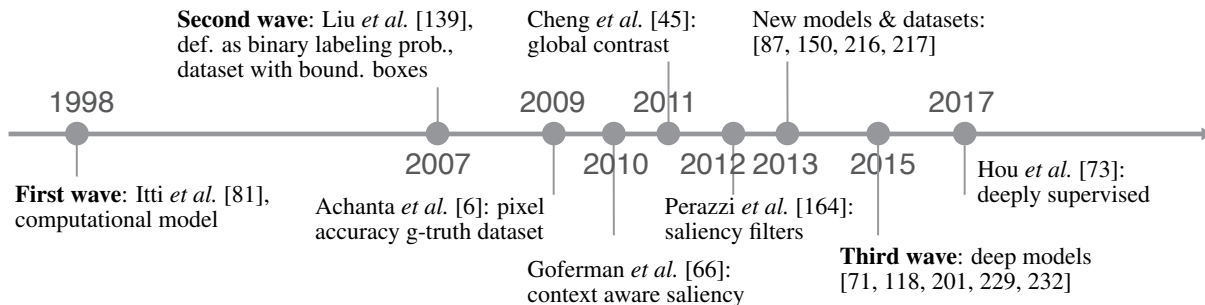 Second wave: Liu et al. [139],
def. as binary labeling prob.,
dataset with bound. boxes
Cheng et al. [45]:
global contrast
New models & datasets:
[87, 150, 216, 217]
1998
2009
2011
2017
2007
2010
2012
2013
2015
First wave: Itti et al. [81],
computational model
Achanta et al. [6]: pixel
accuracy g-truth dataset
Goferman et al. [66]:
context aware saliency
Perazzi et al. [164]:
saliency filters
Third wave: deep models
[71, 118, 201, 229, 232]
Hou et al. [73]:
deeply supervised